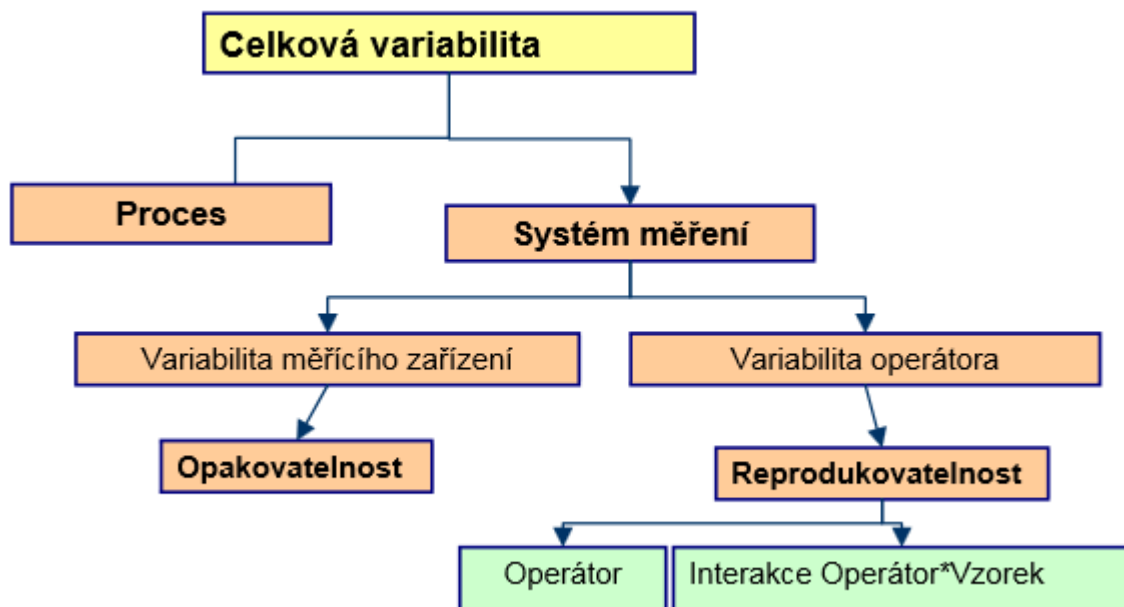 Celková variabilita
Proces
Systém měření
Variabilita měřícího zařízení
Variabilita operátora
Opakovatelnost
Reprodukovatelnost
Operátor
Interakce Operátor*Vzorek